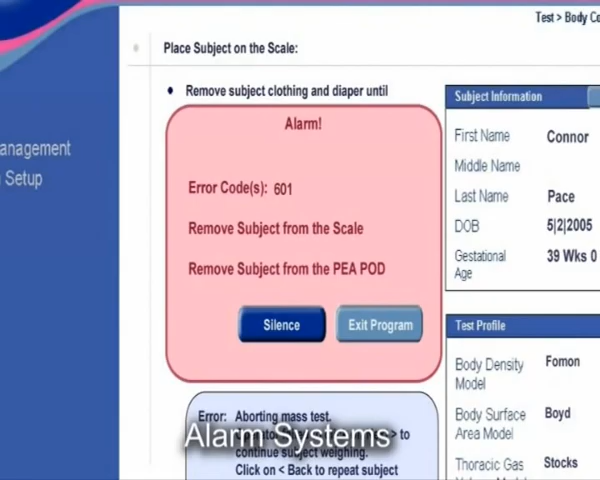 Test > Body Co
Place Subject on the Scale:
Remove subject clothing and diaper until
Alarm!
Error Code(s): 601
Remove Subject from the Scale
Remove Subject from the PEA POD
Silence
Exit Program
Error: Aborting mass test.
> to
continue subject weighing.
Click on < Back to repeat subject
Alarm Systems
anagement
Setup
Subject Information
First Name Connor
Middle Name
Last Name Pace
DOB 5|2|2005
Gestational 39 Wks 0
Age
Test Profile
Body Density Fomon
Model
Body Surface Boyd
Area Model
Thoracic Gas Stocks